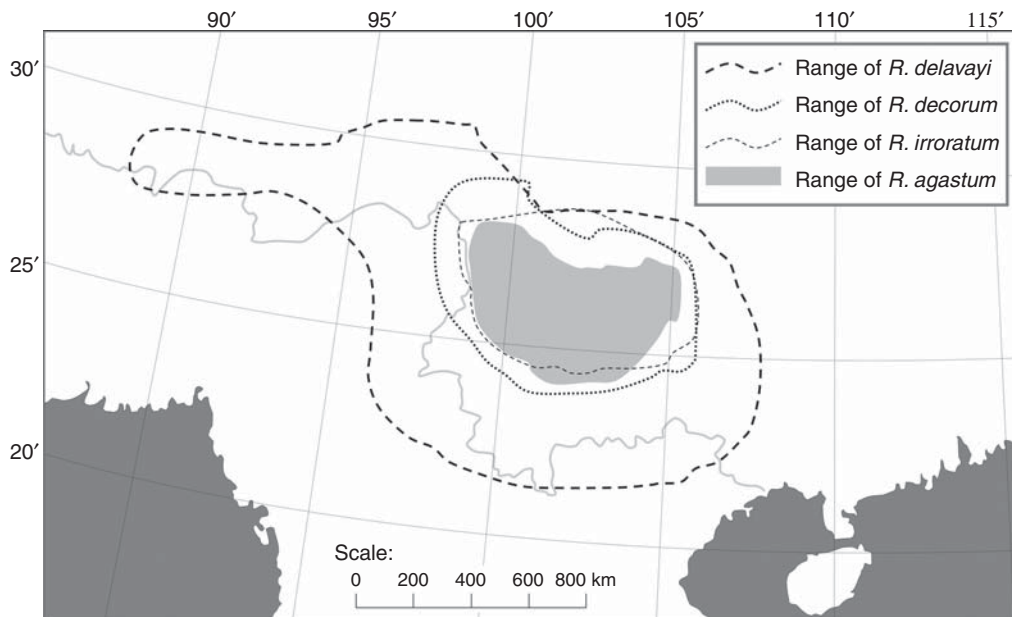 90′ 95′ 100′ 105′ 110′ 115′
30′
25′
20′
Range of R. delavayi
Range of R. decorum
Range of R. irroratum
Range of R. agastum
Scale:
0 200 400 600 800 km